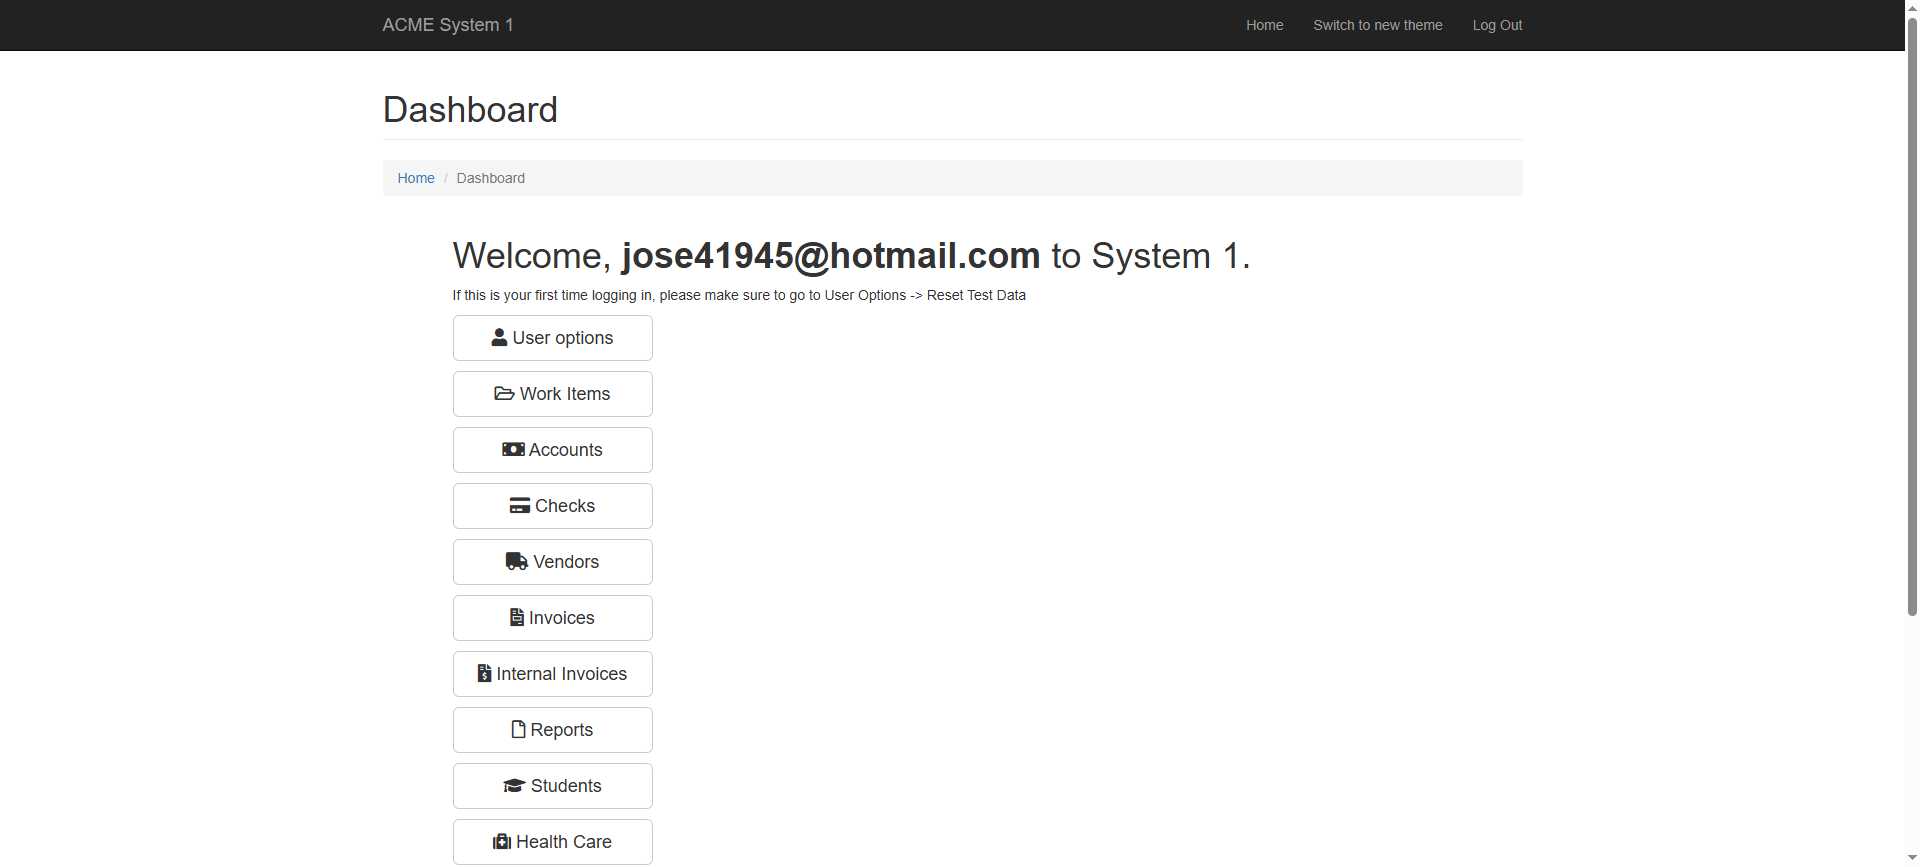 ACME System 1
Home
Switch to new theme
Log Out
Dashboard
Home / Dashboard
Welcome, jose41945@hotmail.com to System 1.
If this is your first time logging in, please make sure to go to User Options -> Reset Test Data
User options
Work Items
Accounts
Checks
Vendors
Invoices
Internal Invoices
Reports
Students
Health Care